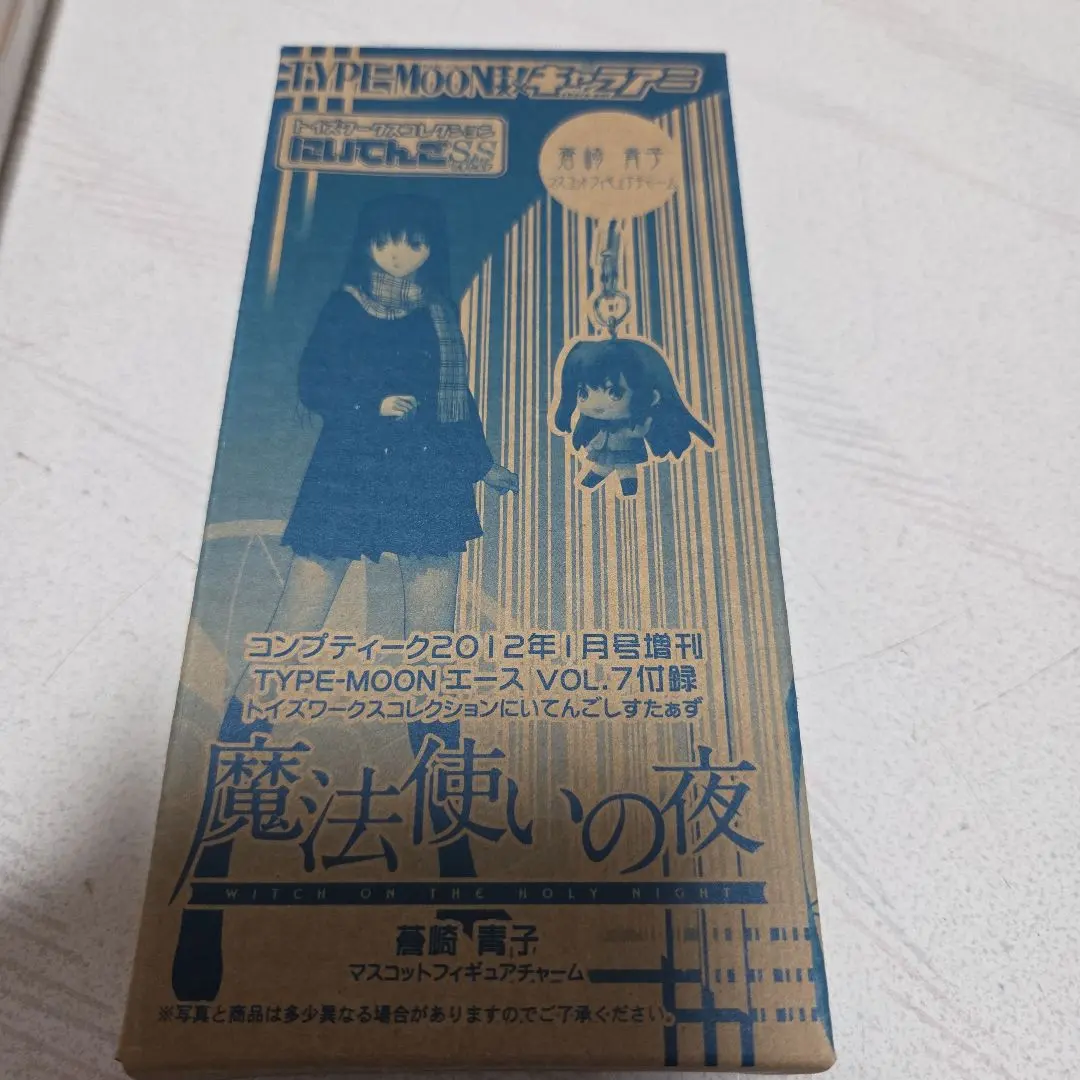 TYPE-MOON エース!キャラアニ
トイズワークスコレクション
にいてんごSS
蒼崎 青子
マスコットフィギュアチャーム
コンプティーク2012年1月号増刊
TYPE-MOON エース VOL.7付録
トイズワークスコレクションにいてんごしすたぁず
魔法使いの夜
WITCH ON THE HOLY NIGHT
蒼崎 青子
マスコットフィギュアチャーム
※写真と商品は多少異なる場合がありますのでご了承ください。